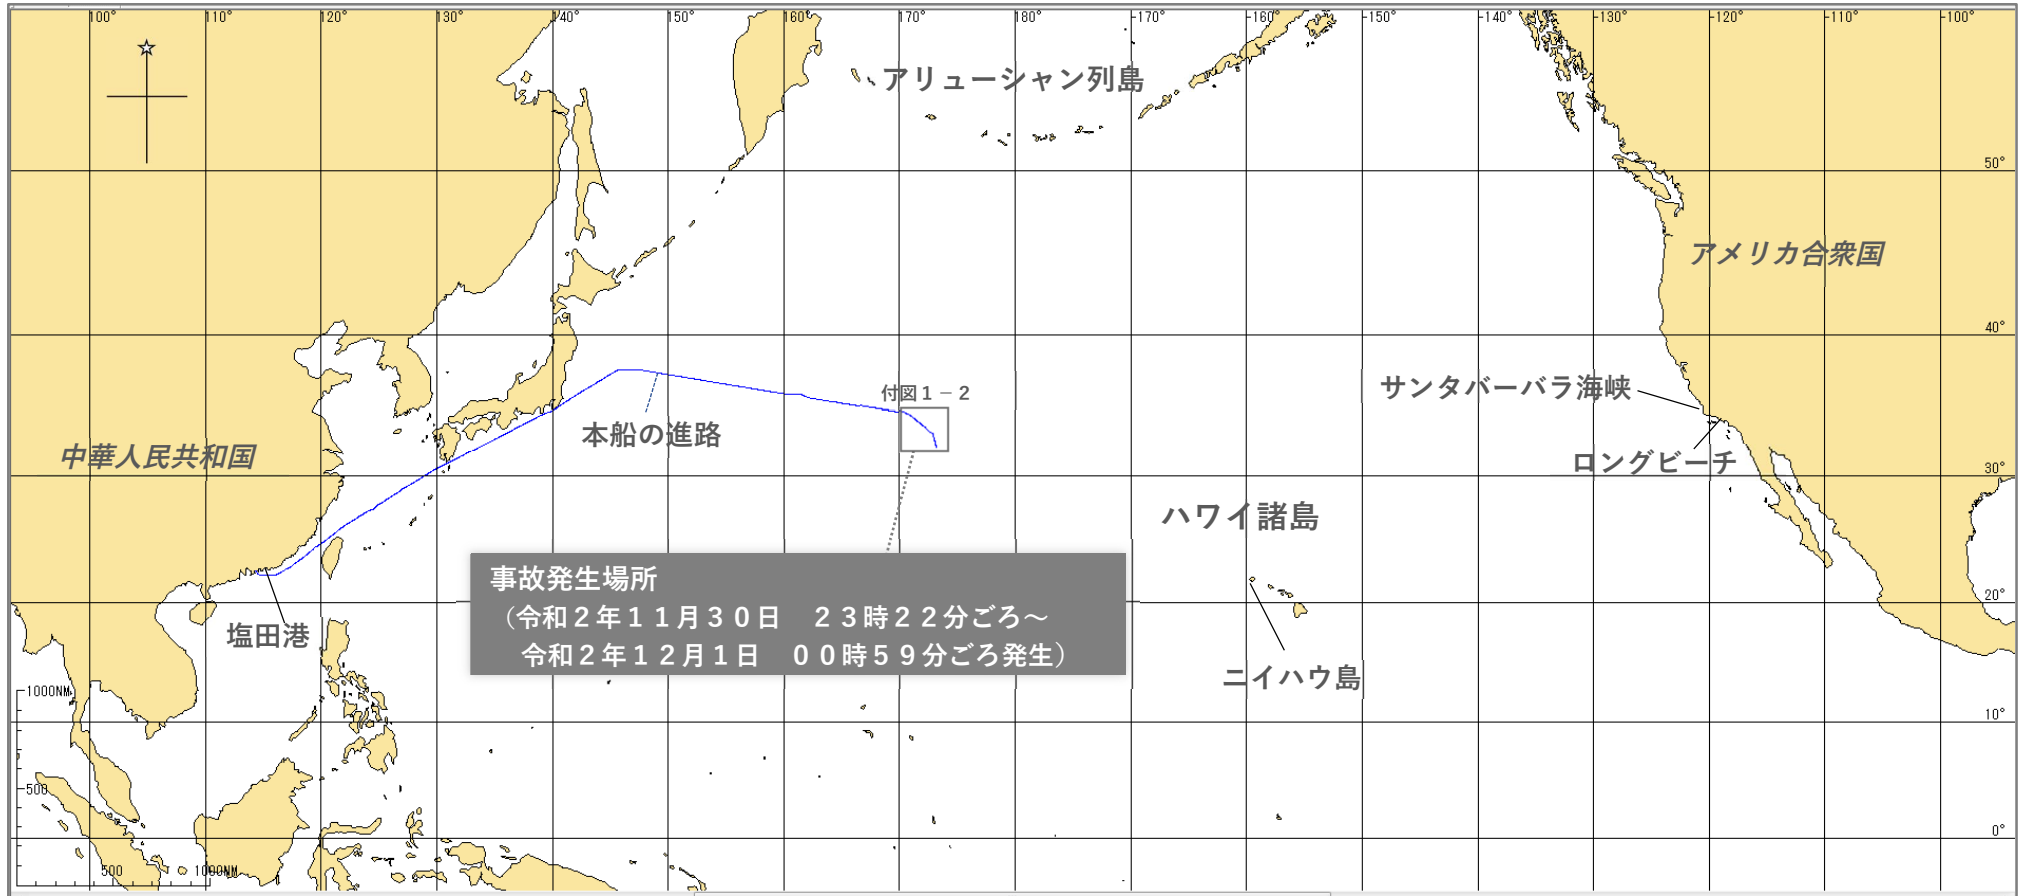 100° 110° 120° 130° 140° 150° 160° 170° 180° -170° -160° -150° -140° -130° -120° -110° -100°
アリューシャン列島
50°
アメリカ合衆国
40°
サンタバーバラ海峡
付図１－２
本船の進路
中華人民共和国
ロングビーチ
30°
ハワイ諸島
事故発生場所
（令和２年１１月３０日　２３時２２分ごろ～
令和２年１２月１日　００時５９分ごろ発生）
20°
塩田港
ニイハウ島
1000NM
10°
500
0°
500 1000NM